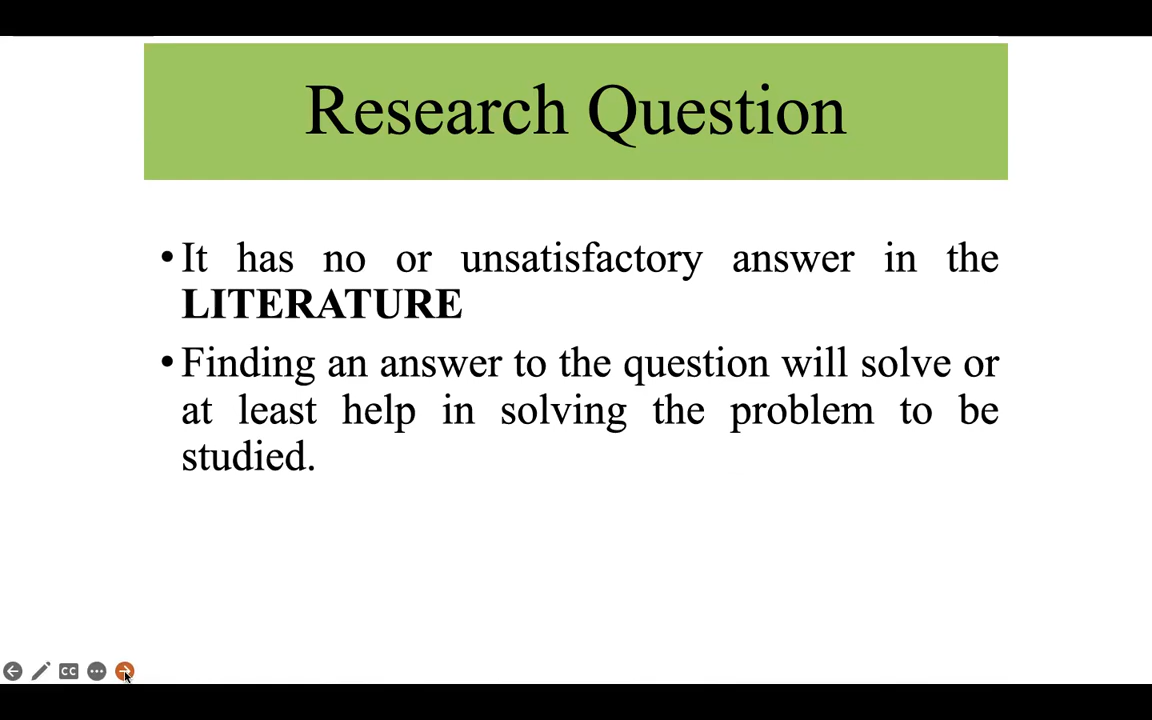 Research Question
•It has no or unsatisfactory answer in the
LITERATURE
•Finding an answer to the question will solve or
at least help in solving the problem to be
studied.
CC